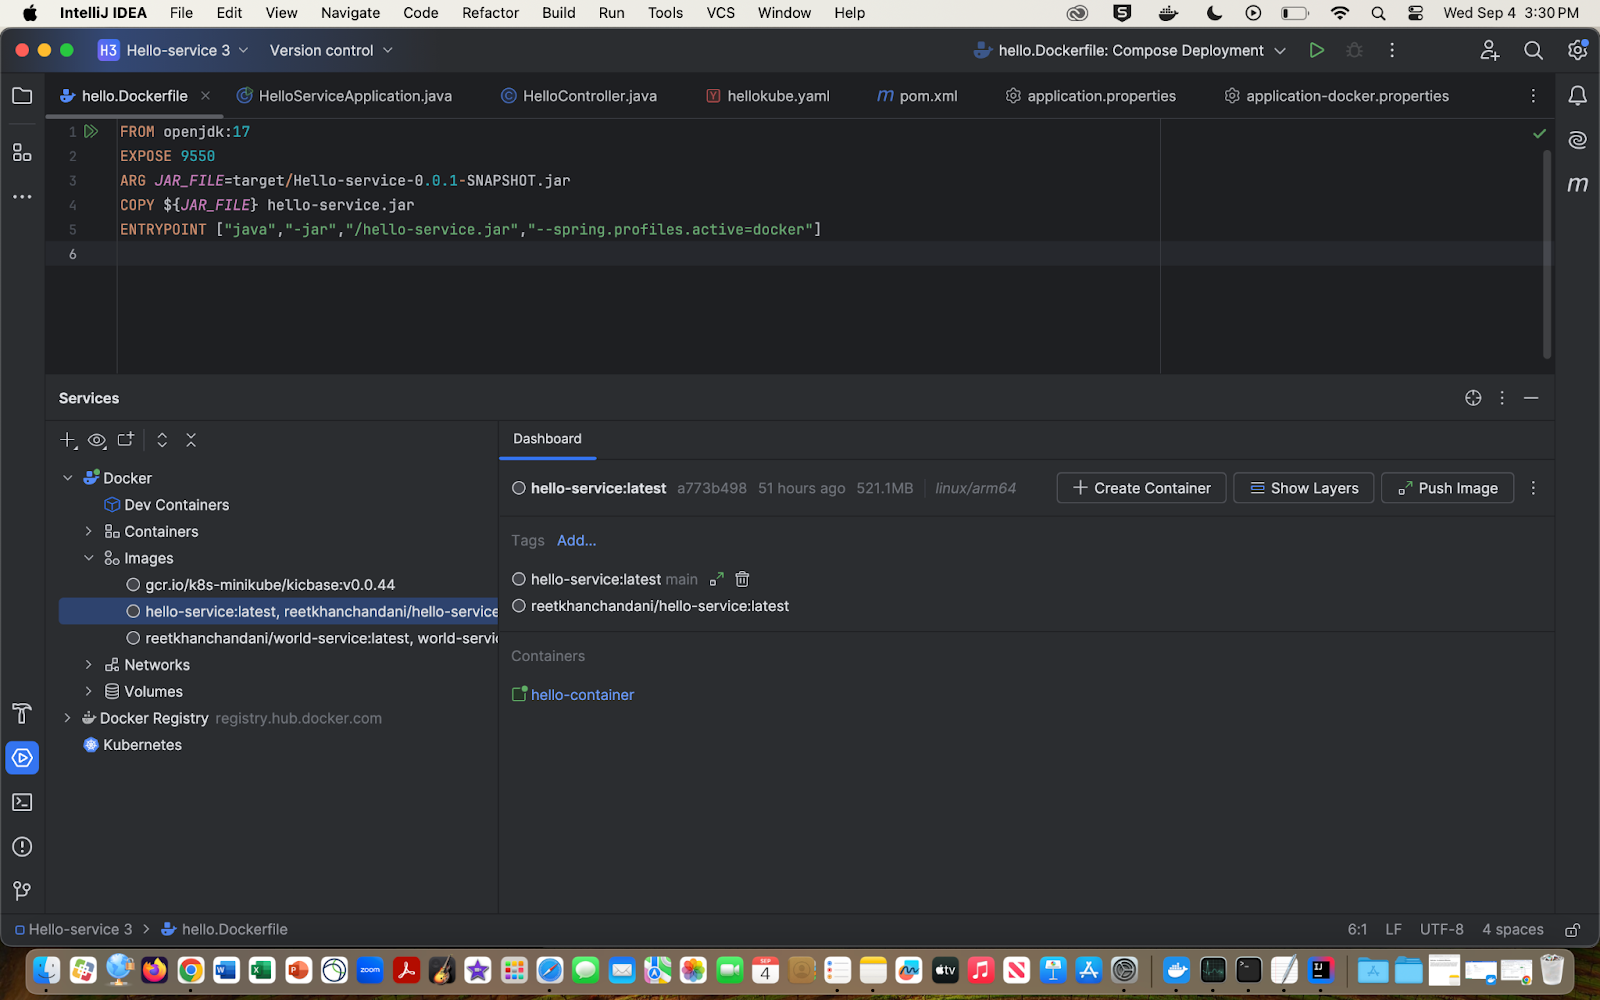 IntelliJ IDEA File Edit View Navigate Code Refactor Build Run Tools VCS Window Help Wed Sep 4 3:30 PM
H3 Hello-service 3 Version control hello.Dockerfile: Compose Deployment
hello.Dockerfile HelloServiceApplication.java HelloController.java hellokube.yaml pom.xml application.properties application-docker.properties
1 FROM openjdk:17
2 EXPOSE 9550
3 ARG JAR_FILE=target/Hello-service-0.0.1-SNAPSHOT.jar
4 COPY ${JAR_FILE} hello-service.jar
5 ENTRYPOINT ["java","-jar","/hello-service.jar","--spring.profiles.active=docker"]
6
Services
Dashboard
Docker
Dev Containers
Containers
Images
gcr.io/k8s-minikube/kicbase:v0.0.44
hello-service:latest, reetkhanchandani/hello-service
reetkhanchandani/world-service:latest, world-servi
Networks
Volumes
Docker Registry registry.hub.docker.com
Kubernetes
hello-service:latest a773b498 51 hours ago 521.1MB linux/arm64 Create Container Show Layers Push Image
Tags Add...
hello-service:latest main
reetkhanchandani/hello-service:latest
Containers
hello-container
Hello-service 3 > hello.Dockerfile 6:1 LF UTF-8 4 spaces
zoom SEP 4 tv